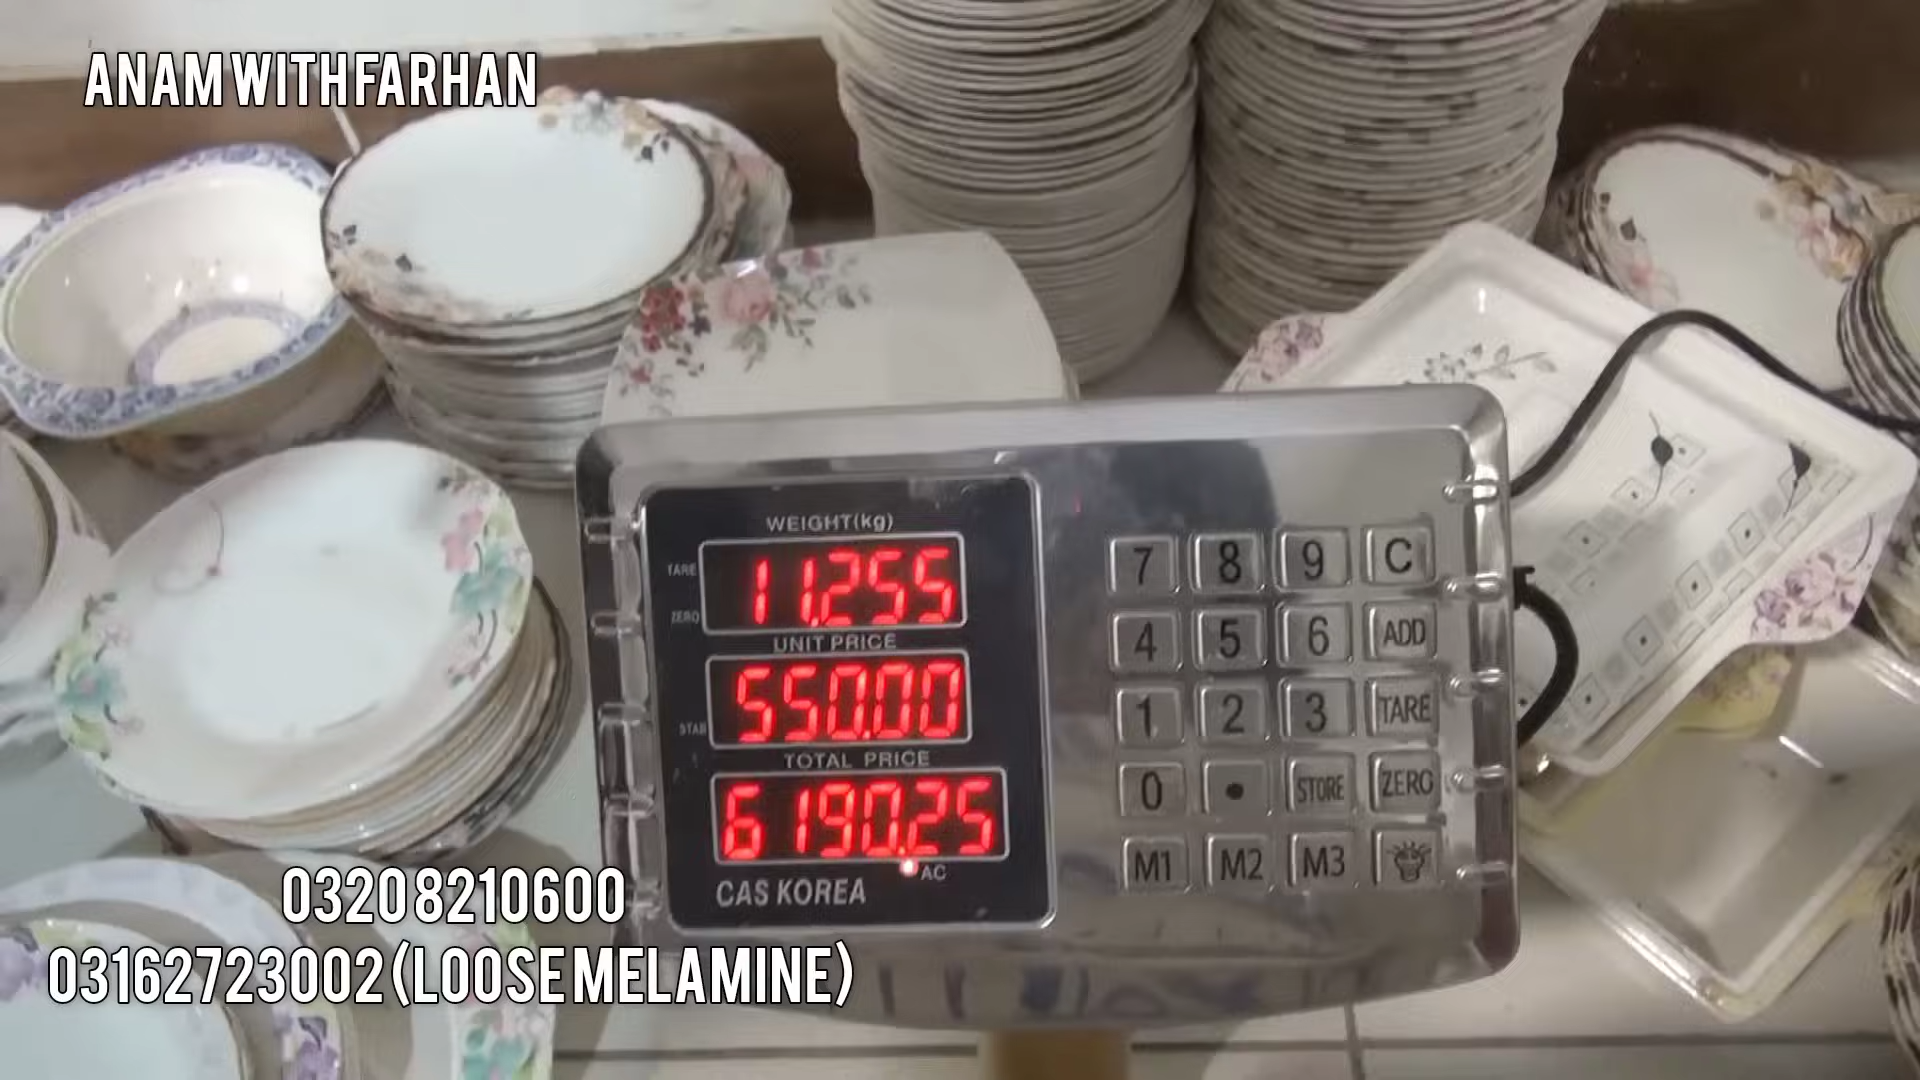 ANAM WITH FARHAN
WEIGHT(kg)
TARE
11.255
ZERO
UNIT PRICE
550.00
STAB
TOTAL PRICE
6190.25
AC
CAS KOREA
7 8 9 C
4 5 6 ADD
1 2 3 TARE
0 • STORE ZERO
M1 M2 M3
03208210600
03162723002 (LOOSE MELAMINE)